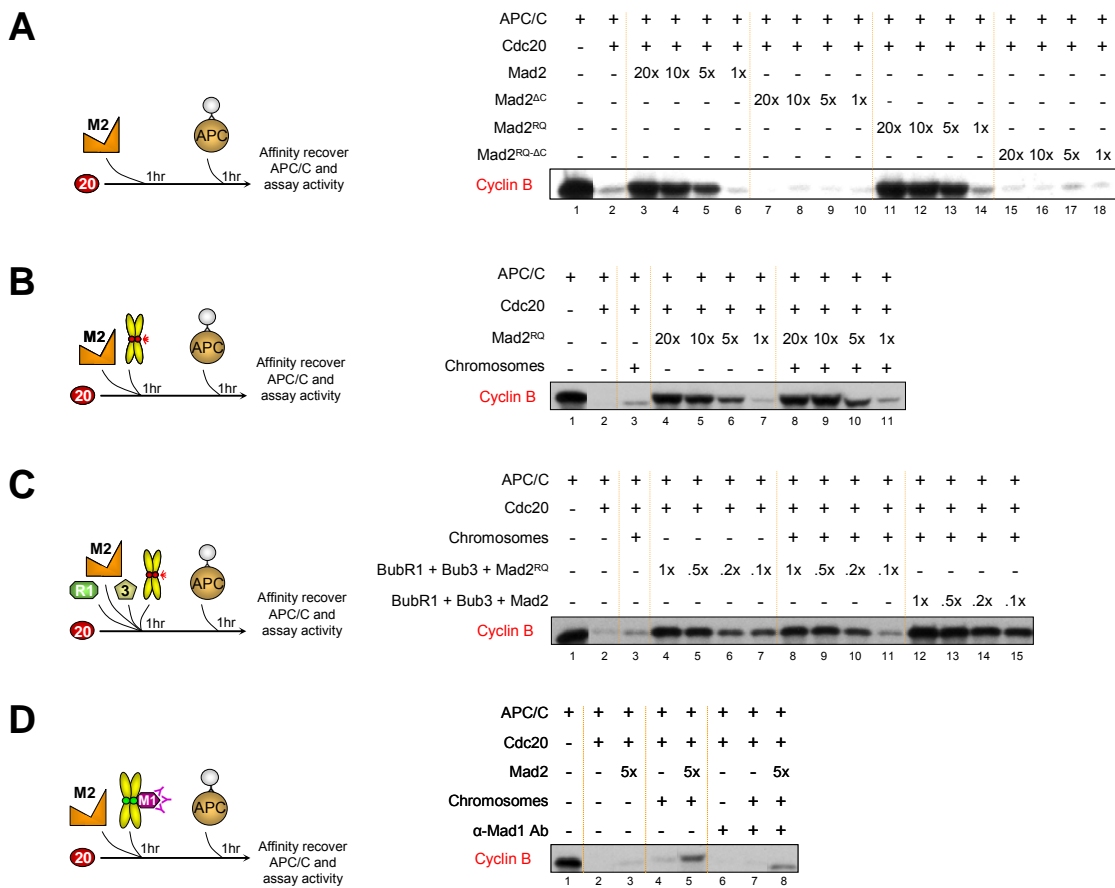 A
M2
APC
20
1hr
1hr
Affinity recover
APC/C and
assay activity
APC/C + + + + + + + + + + + + + + + + + +
Cdc20 - + + + + + + + + + + + + + + + + +
Mad2 - - 20x 10x 5x 1x - - - - - - - - - - - -
Mad2ΔC - - - - - - 20x 10x 5x 1x - - - - - - - -
Mad2RQ - - - - - - - - - - 20x 10x 5x 1x - - - -
Mad2RQ-ΔC - - - - - - - - - - - - - - 20x 10x 5x 1x
Cyclin B
1 2 3 4 5 6 7 8 9 10 11 12 13 14 15 16 17 18
B
M2
APC
20
1hr
1hr
Affinity recover
APC/C and
assay activity
APC/C + + + + + + + + + + +
Cdc20 - + + + + + + + + + +
Mad2RQ - - - 20x 10x 5x 1x 20x 10x 5x 1x
Chromosomes - - + - - - - + + + +
Cyclin B
1 2 3 4 5 6 7 8 9 10 11
C
M2
R1
3
APC
20
1hr
1hr
Affinity recover
APC/C and
assay activity
APC/C + + + + + + + + + + + + + + +
Cdc20 - + + + + + + + + + + + + + +
Chromosomes - - + - - - - + + + + + + + +
BubR1 + Bub3 + Mad2RQ - - - 1x .5x .2x .1x 1x .5x .2x .1x - - - -
BubR1 + Bub3 + Mad2 - - - - - - - - - - - 1x .5x .2x .1x
Cyclin B
1 2 3 4 5 6 7 8 9 10 11 12 13 14 15
D
M2
M1
APC
20
1hr
1hr
Affinity recover
APC/C and
assay activity
APC/C + + + + + + + +
Cdc20 - + + + + + + +
Mad2 - - 5x - 5x - - 5x
Chromosomes - - - + + - + +
α-Mad1 Ab - - - - - + + +
Cyclin B
1 2 3 4 5 6 7 8